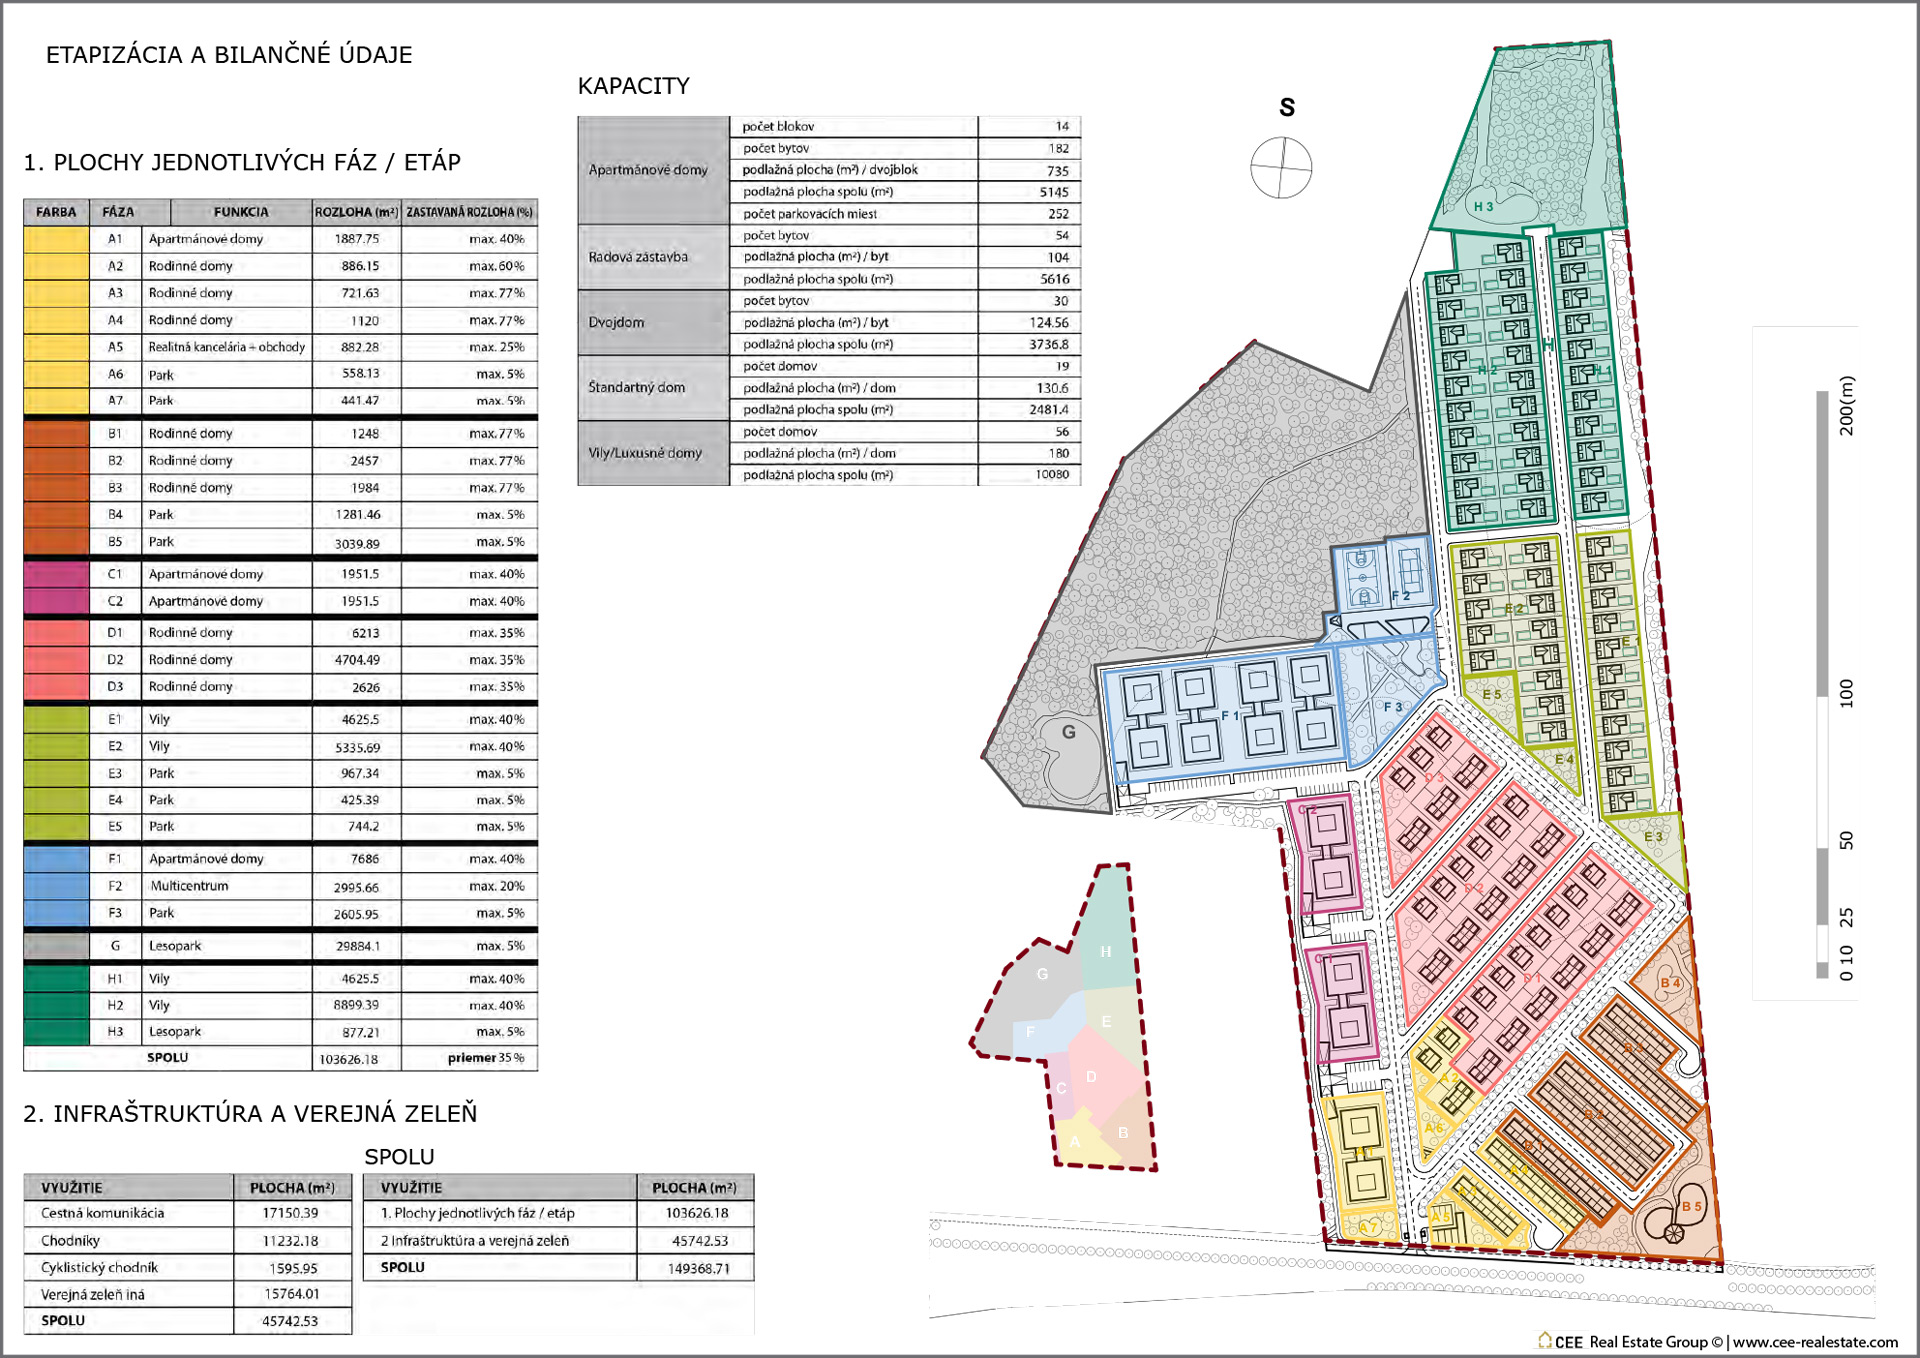 ETAPIZÁCIA A BILANČNÉ ÚDAJE
1. PLOCHY JEDNOTLIVÝCH FÁZ / ETÁP
FARBA FÁZA FUNKCIA ROZLOHA (m²) ZASTAVANÁ ROZLOHA (%)
A1 Apartmánové domy 1887.75 max. 40%
A2 Rodinné domy 886.15 max.60%
A3 Rodinné domy 721.63 max.77%
A4 Rodinné domy 1120 max.77%
A5 Realitná kancelária + obchody 882.28 max. 25%
A6 Park 558.13 max. 5%
A7 Park 441.47 max. 5%
B1 Rodinné domy 1248 max.77%
B2 Rodinné domy 2457 max.77%
B3 Rodinné domy 1984 max.77%
B4 Park 1281.46 max. 5%
B5 Park 3039.89 max. 5%
C1 Apartmánové domy 1951.5 max. 40%
C2 Apartmánové domy 1951.5 max. 40%
D1 Rodinné domy 6213 max. 35%
D2 Rodinné domy 4704.49 max. 35%
D3 Rodinné domy 2626 max. 35%
E1 Vily 4625.5 max. 40%
E2 Vily 5335.69 max. 40%
E3 Park 967.34 max. 5%
E4 Park 425.39 max. 5%
E5 Park 744.2 max. 5%
F1 Apartmánové domy 7686 max. 40%
F2 Multicentrum 2995.66 max. 20%
F3 Park 2605.95 max. 5%
G Lesopark 29884.1 max. 5%
H1 Vily 4625.5 max. 40%
H2 Vily 8899.39 max. 40%
H3 Lesopark 877.21 max. 5%
SPOLU 103626.18 priemer 35%
2. INFRAŠTRUKTÚRA A VEREJNÁ ZELEŇ
VYUŽITIE PLOCHA (m²)
Cestná komunikácia 17150.39
Chodníky 11232.18
Cyklistický chodník 1595.95
Verejná zeleň iná 15764.01
SPOLU 45742.53
SPOLU
VYUŽITIE PLOCHA (m²)
1. Plochy jednotlivých fáz / etáp 103626.18
2 Infraštruktúra a verejná zeleň 45742.53
SPOLU 149368.71
KAPACITY
Apartmánové domy
počet blokov 14
počet bytov 182
podlažná plocha (m²) / dvojblok 735
podlažná plocha spolu (m²) 5145
počet parkovacích miest 252
Radová zástavba
počet bytov 54
podlažná plocha (m²) / byt 104
podlažná plocha spolu (m²) 5616
Dvojdom
počet bytov 30
podlažná plocha (m²) / byt 124.56
podlažná plocha spolu (m²) 3736.8
Štandartný dom
počet domov 19
podlažná plocha (m²) / dom 130.6
podlažná plocha spolu (m²) 2481.4
Vily/Luxusné domy
počet domov 56
podlažná plocha (m²) / dom 180
podlažná plocha spolu (m²) 10080
S
H 3
H
H 2
H 1
F 2
E 2
E 1
E 5
F 3
F 1
G
E 4
D 3
C 2
E 3
D 2
C 1
D 1
B 4
B 3
A 2
B 2
A 6
B 1
A 1
A 4
A 3
A 5
A 7
B 5
H
G
E
F
D
C
B
A
200(m)
100
50
25
10
0
CEE Real Estate Group © | www.cee-realestate.com